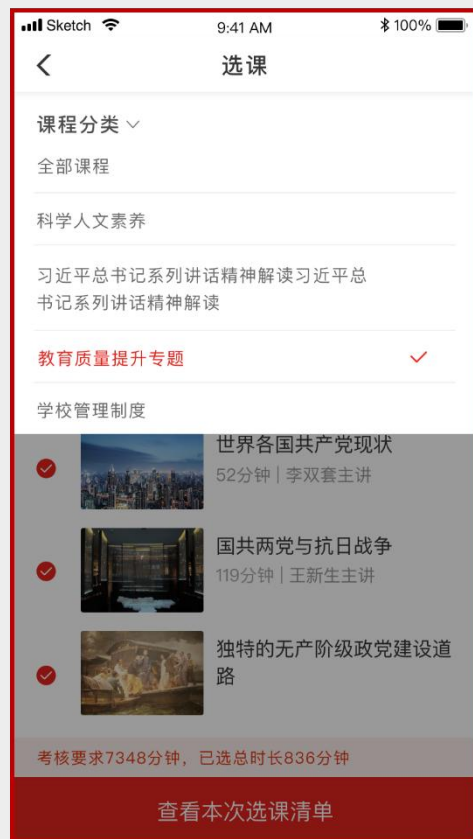 Sketch 9:41 AM 100%
选课
课程分类
全部课程
科学人文素养
习近平总书记系列讲话精神解读习近平总
书记系列讲话精神解读
教育质量提升专题
学校管理制度
世界各国共产党现状
52分钟 | 李双套主讲
国共两党与抗日战争
119分钟 | 王新生主讲
独特的无产阶级政党建设道
路
考核要求7348分钟，已选总时长836分钟
查看本次选课清单